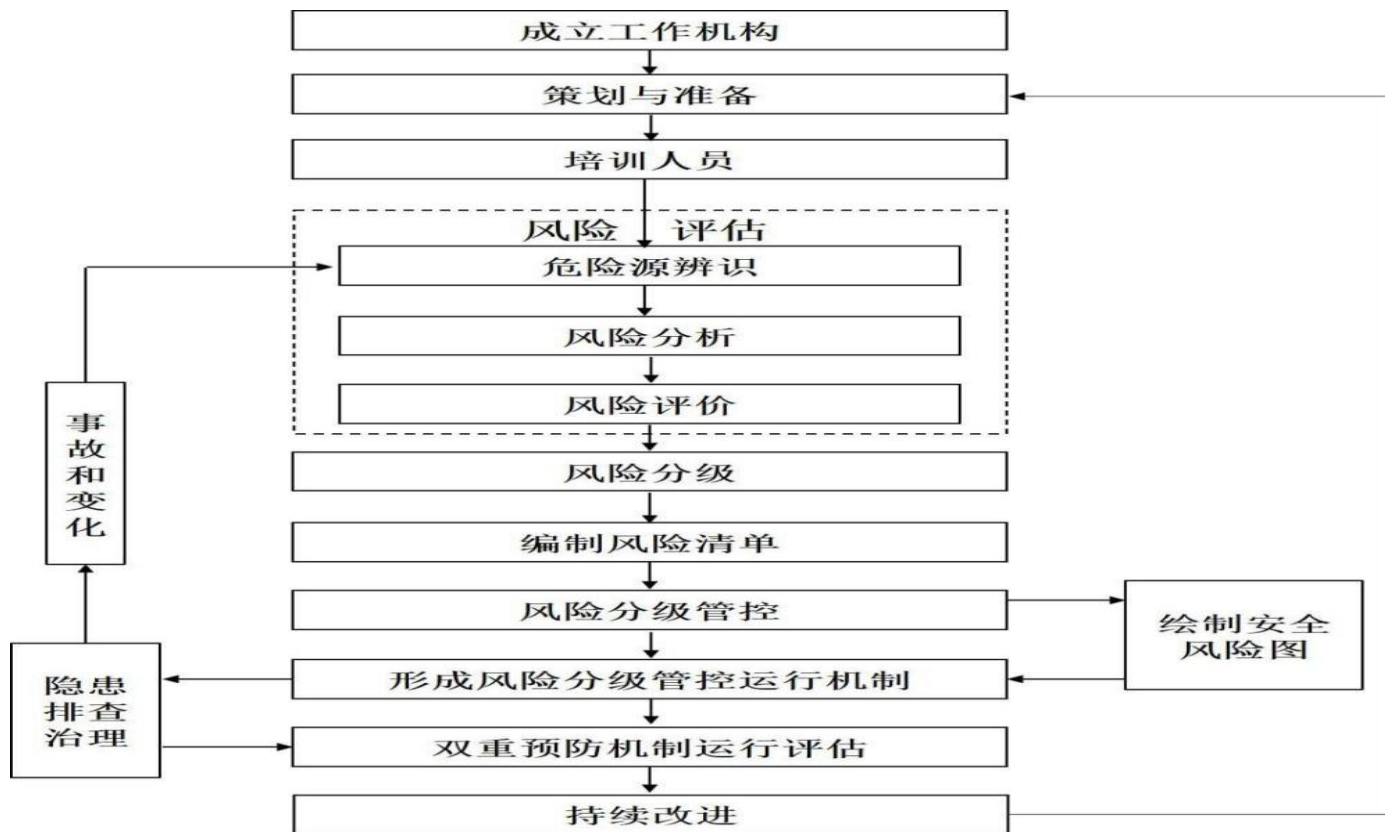 成立工作机构
策划与准备
培训人员
风险 评估
危险源辨识
风险分析
风险评价
风险分级
编制风险清单
风险分级管控
形成风险分级管控运行机制
双重预防机制运行评估
持续改进
事
故
和
变
化
隐患
排查
治理
绘制安全
风险图